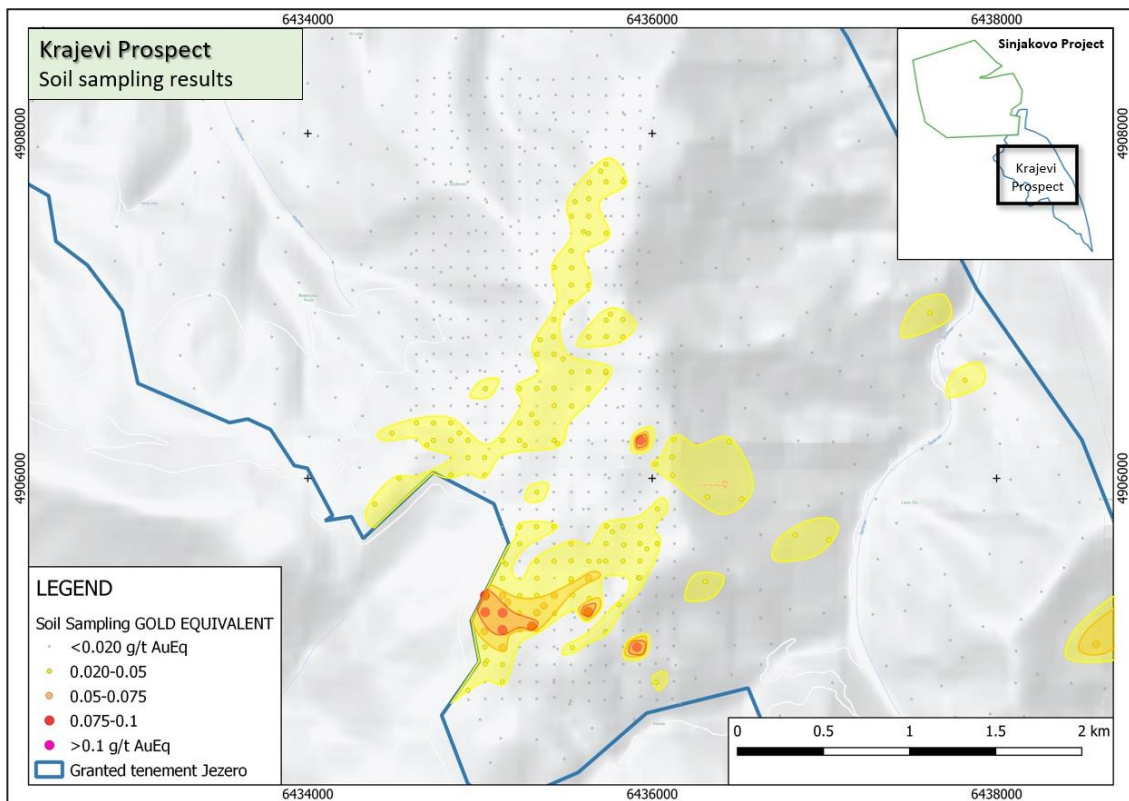 6434000
6436000
6438000
Krajevi Prospect
Soil sampling results
Sinjakovo Project
Krajevi
Prospect
4908000
4908000
4906000
4906000
LEGEND
Soil Sampling GOLD EQUIVALENT
<0.020 g/t AuEq
0.020-0.05
0.05-0.075
0.075-0.1
>0.1 g/t AuEq
Granted tenement Jezero
0 0.5 1 1.5 2 km
6434000
6436000
6438000